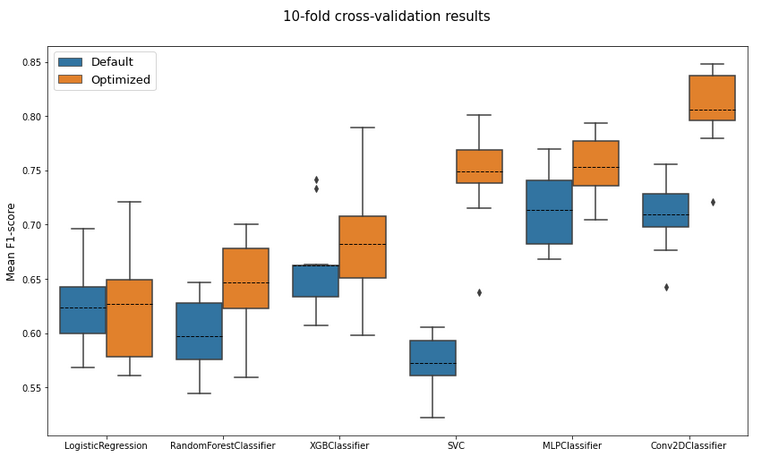 10-fold cross-validation results
Default
Optimized
Mean F1-score
0.85
0.80
0.75
0.70
0.65
0.60
0.55
LogisticRegression RandomForestClassifier XGBClassifier SVC MLPClassifier Conv2DClassifier